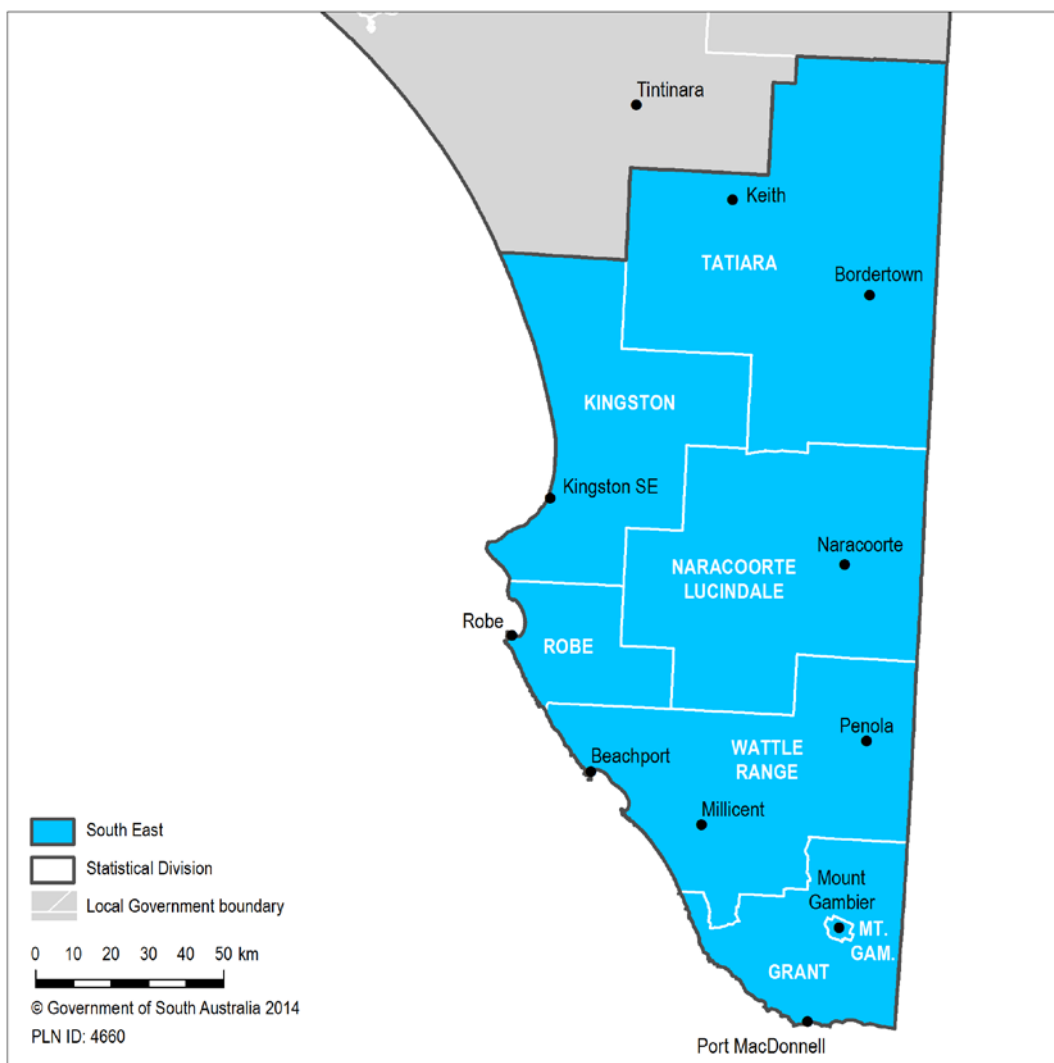 Tintinara
Keith
TATIARA
Bordertown
KINGSTON
Kingston SE
Naracoorte
NARACOORTE
LUCINDALE
Robe
ROBE
Penola
WATTLE
RANGE
Beachport
Millicent
Mount
Gambier
MT.
GAM.
GRANT
Port MacDonnell
South East
Statistical Division
Local Government boundary
0 10 20 30 40 50 km
© Government of South Australia 2014
PLN ID: 4660